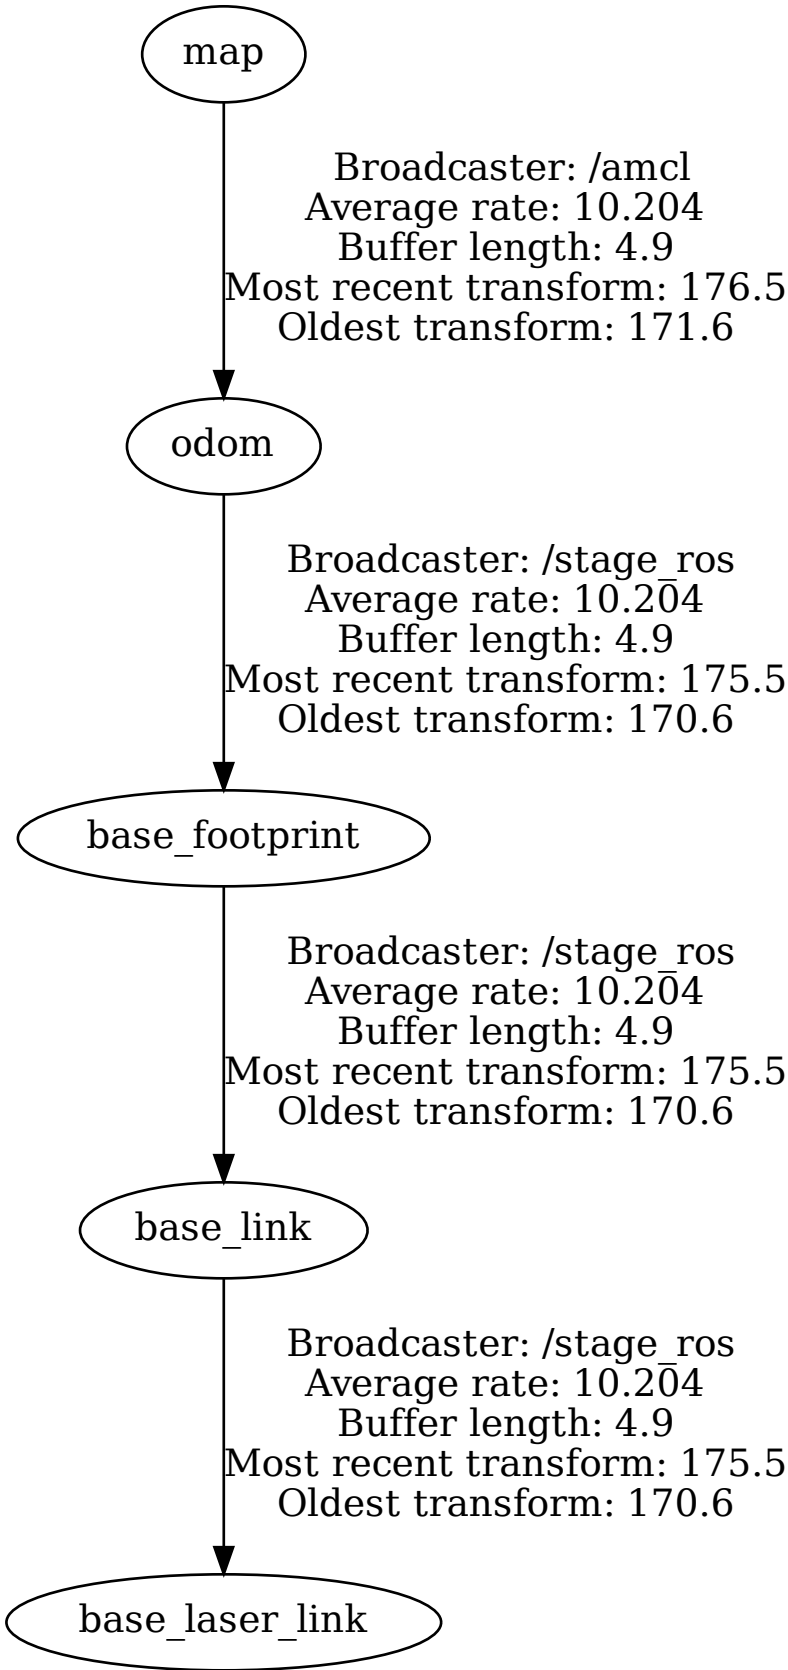 map
Broadcaster: /amcl
Average rate: 10.204
Buffer length: 4.9
Most recent transform: 176.5
Oldest transform: 171.6
odom
Broadcaster: /stage_ros
Average rate: 10.204
Buffer length: 4.9
Most recent transform: 175.5
Oldest transform: 170.6
base_footprint
Broadcaster: /stage_ros
Average rate: 10.204
Buffer length: 4.9
Most recent transform: 175.5
Oldest transform: 170.6
base_link
Broadcaster: /stage_ros
Average rate: 10.204
Buffer length: 4.9
Most recent transform: 175.5
Oldest transform: 170.6
base_laser_link